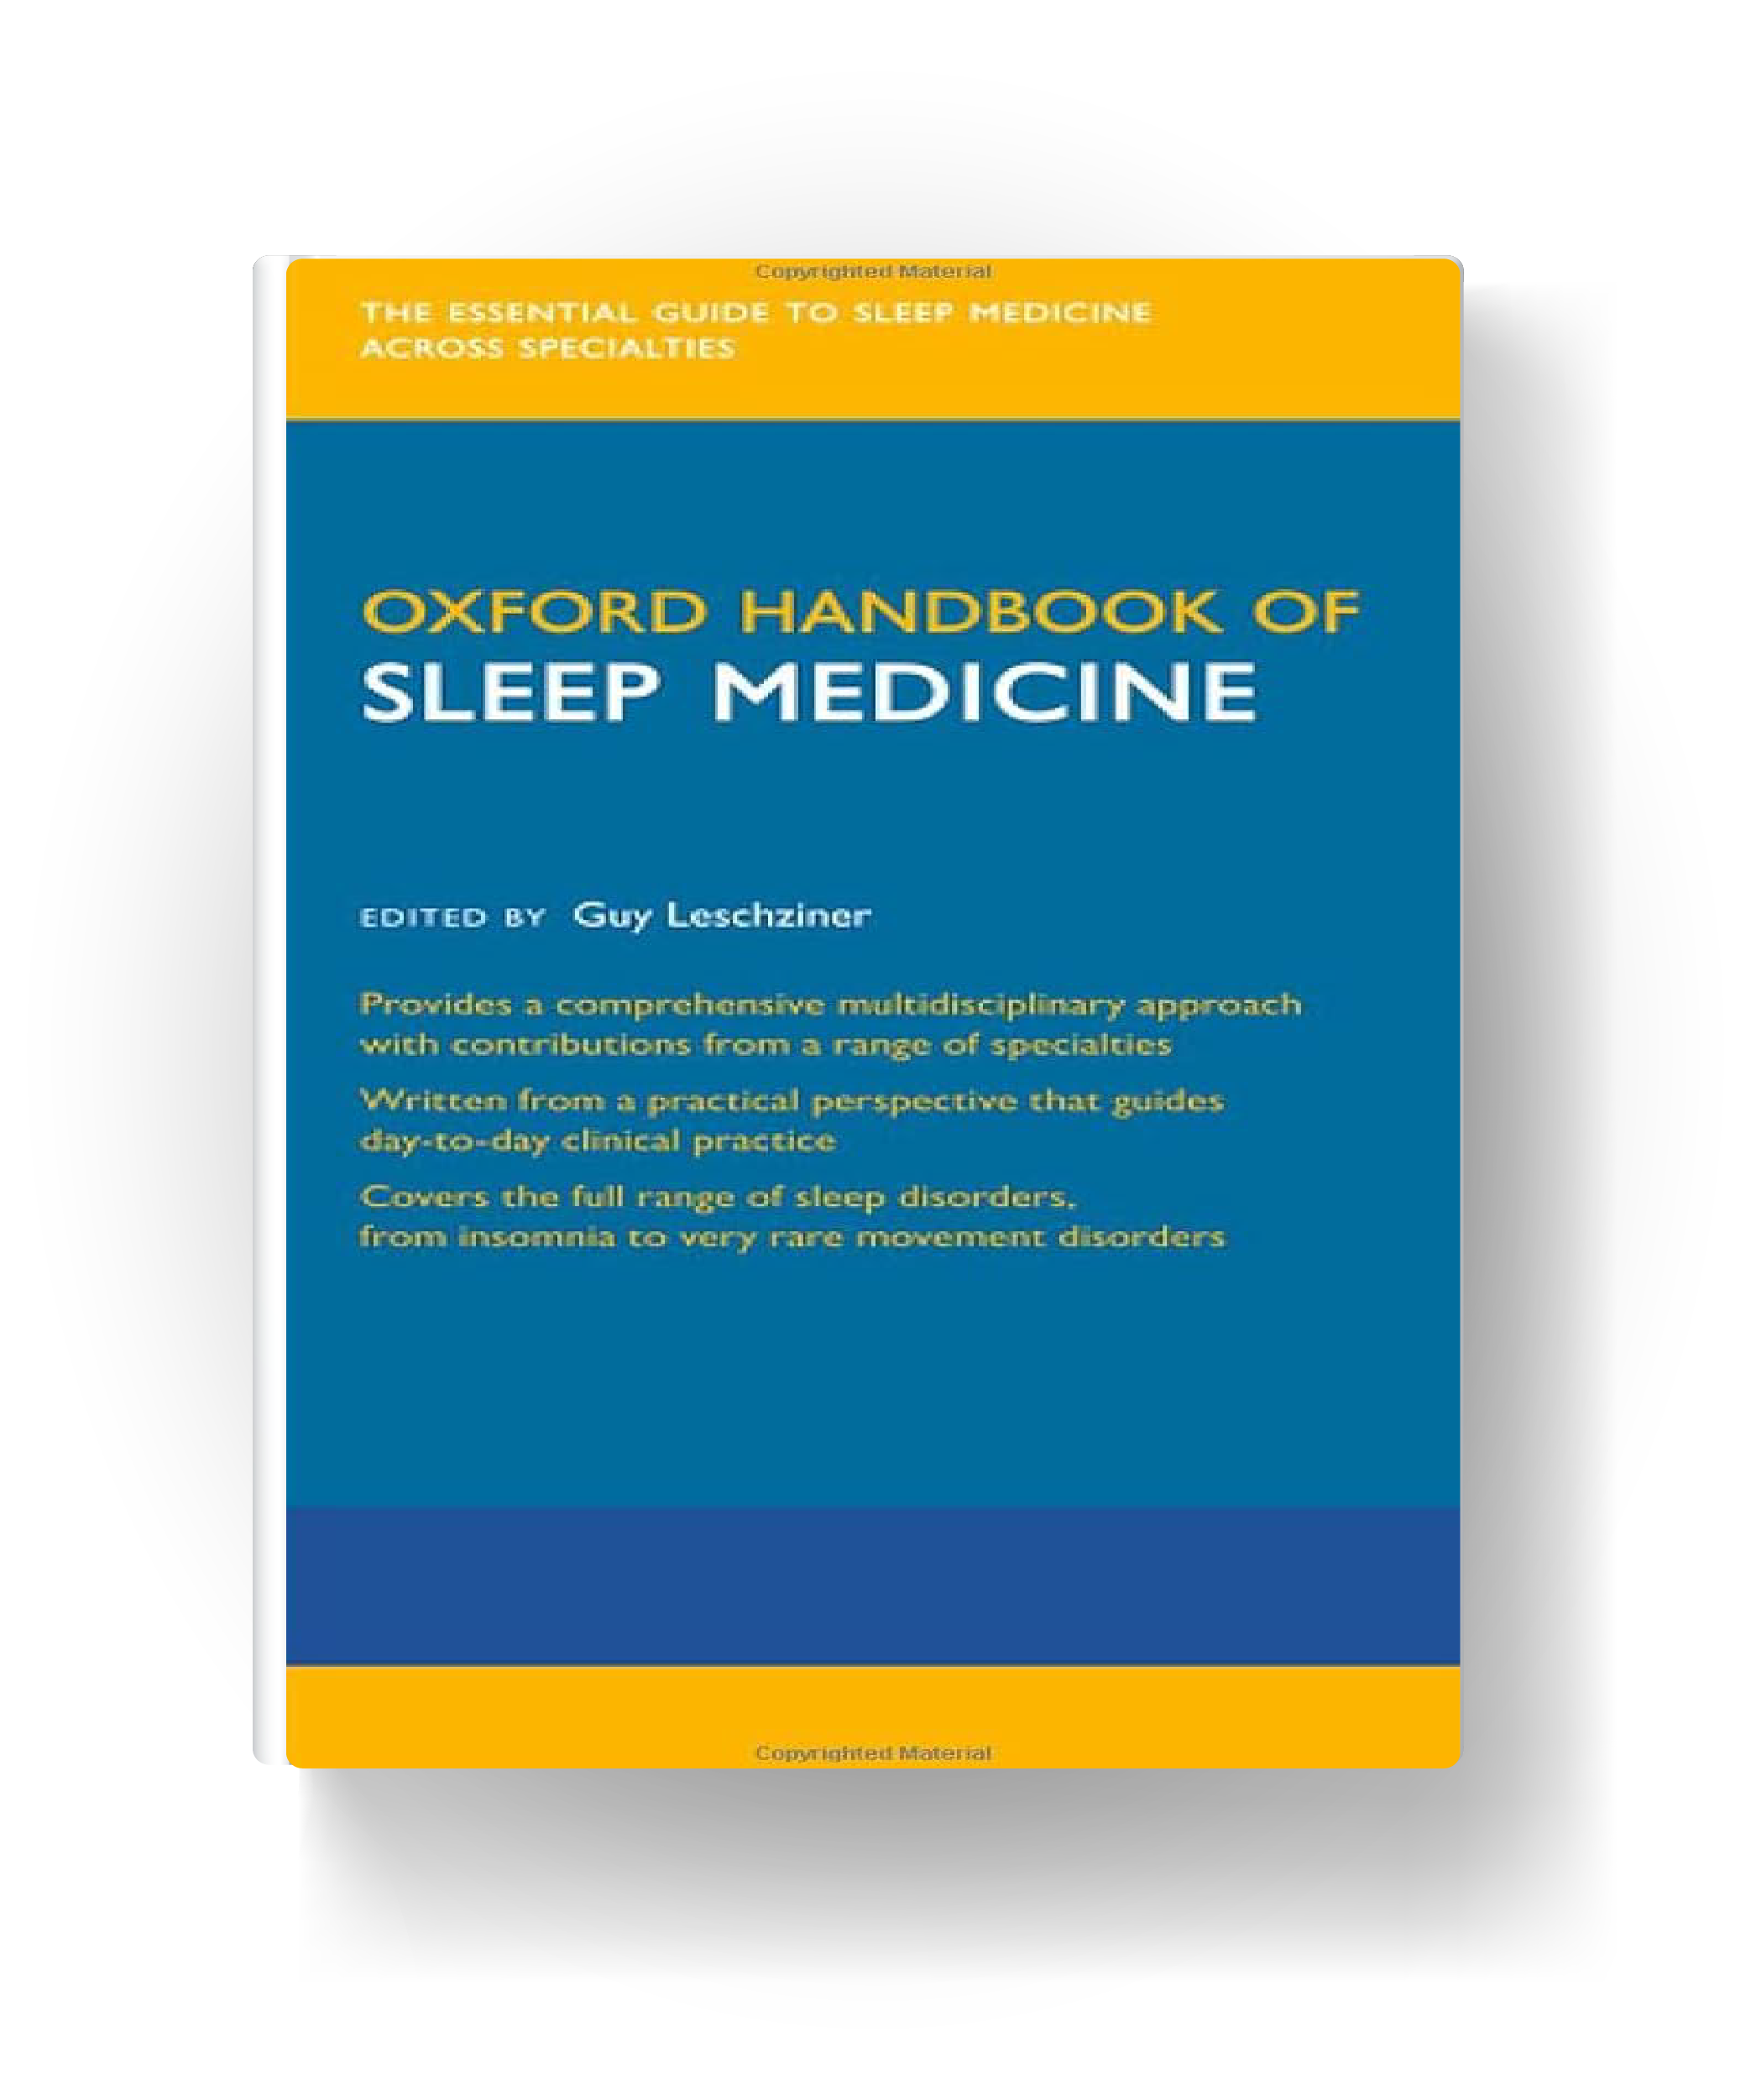 Copyrighted Material
THE ESSENTIAL GUIDE TO SLEEP MEDICINE
ACROSS SPECIALTIES
OXFORD HANDBOOK OF
SLEEP MEDICINE
EDITED BY Guy Leschziner
Provides a comprehensive multidisciplinary approach
with contributions from a range of specialties
Written from a practical perspective that guides
day-to-day clinical practice
Covers the full range of sleep disorders,
from insomnia to very rare movement disorders
Copyrighted Material